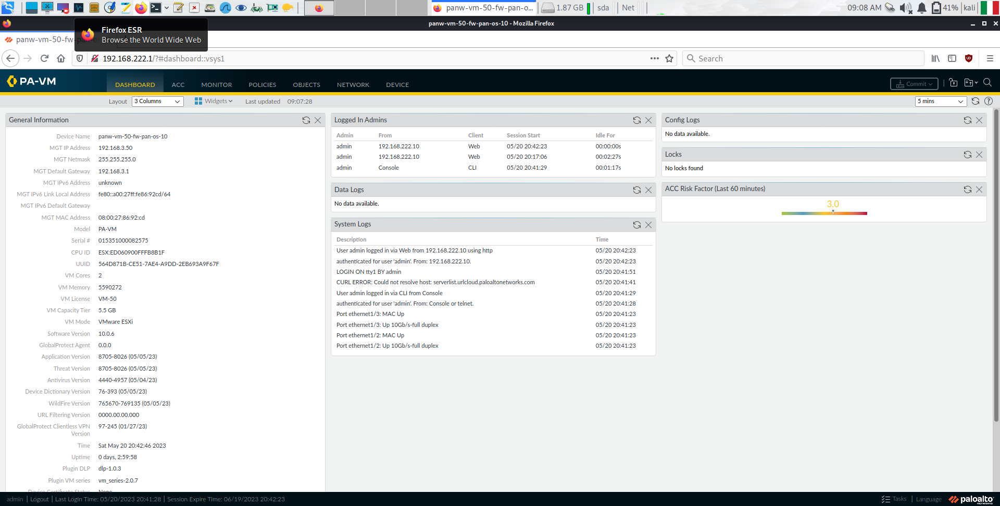 panw-vm-50-fw-pan-o...
1.87 GB
sda
Net
09:08 AM
41%
kali
panw-vm-50-fw-pan-os-10 - Mozilla Firefox
Firefox ESR
Browse the World Wide Web
panw-vm-50-fw-pan-os
192.168.222.1/?#dashboard::vsys1
Search
PA-VM
DASHBOARD
ACC
MONITOR
POLICIES
OBJECTS
NETWORK
DEVICE
Commit
Layout
3 Columns
Widgets
Last updated 09:07:28
5 mins
General Information
Device Name panw-vm-50-fw-pan-os-10
MGT IP Address 192.168.3.50
MGT Netmask 255.255.255.0
MGT Default Gateway 192.168.3.1
MGT IPv6 Address unknown
MGT IPv6 Link Local Address fe80::a00:27ff:fe86:92cd/64
MGT IPv6 Default Gateway
MGT MAC Address 08:00:27:86:92:cd
Model PA-VM
Serial # 015351000082575
CPU ID ESX:ED060900FFFB8B1F
UUID 564D871B-CE51-7AE4-A9DD-2EB693A9F67F
VM Cores 2
VM Memory 5590272
VM License VM-50
VM Capacity Tier 5.5 GB
VM Mode VMware ESXi
Software Version 10.0.6
GlobalProtect Agent 0.0.0
Application Version 8705-8026 (05/05/23)
Threat Version 8705-8026 (05/05/23)
Antivirus Version 4440-4957 (05/04/23)
Device Dictionary Version 76-393 (05/05/23)
WildFire Version 765670-769135 (05/05/23)
URL Filtering Version 0000.00.00.000
GlobalProtect Clientless VPN Version 97-245 (01/27/23)
Time Sat May 20 20:42:46 2023
Uptime 0 days, 2:59:58
Plugin DLP dlp-1.0.3
Plugin VM series vm_series-2.0.7
Device Certificate Status None
Logged In Admins
Admin From Client Session Start Idle For
admin 192.168.222.10 Web 05/20 20:42:23 00:00:00s
admin 192.168.222.10 Web 05/20 20:17:06 00:02:27s
admin Console CLI 05/20 20:41:29 00:01:17s
Data Logs
No data available.
System Logs
Description Time
User admin logged in via Web from 192.168.222.10 using http 05/20 20:42:23
authenticated for user 'admin'. From: 192.168.222.10. 05/20 20:42:23
LOGIN ON tty1 BY admin 05/20 20:41:51
CURL ERROR: Could not resolve host: serverlist.urlcloud.paloaltonetworks.com 05/20 20:41:41
User admin logged in via CLI from Console 05/20 20:41:29
authenticated for user 'admin'. From: Console or telnet. 05/20 20:41:28
Port ethernet1/3: MAC Up 05/20 20:41:23
Port ethernet1/3: Up 10Gb/s-full duplex 05/20 20:41:23
Port ethernet1/2: MAC Up 05/20 20:41:23
Port ethernet1/2: Up 10Gb/s-full duplex 05/20 20:41:23
Config Logs
No data available.
Locks
No locks found
ACC Risk Factor (Last 60 minutes)
3.0
admin | Logout | Last Login Time: 05/20/2023 20:41:28 | Session Expire Time: 06/19/2023 20:42:23
Tasks | Language
paloalto
NETWORKS